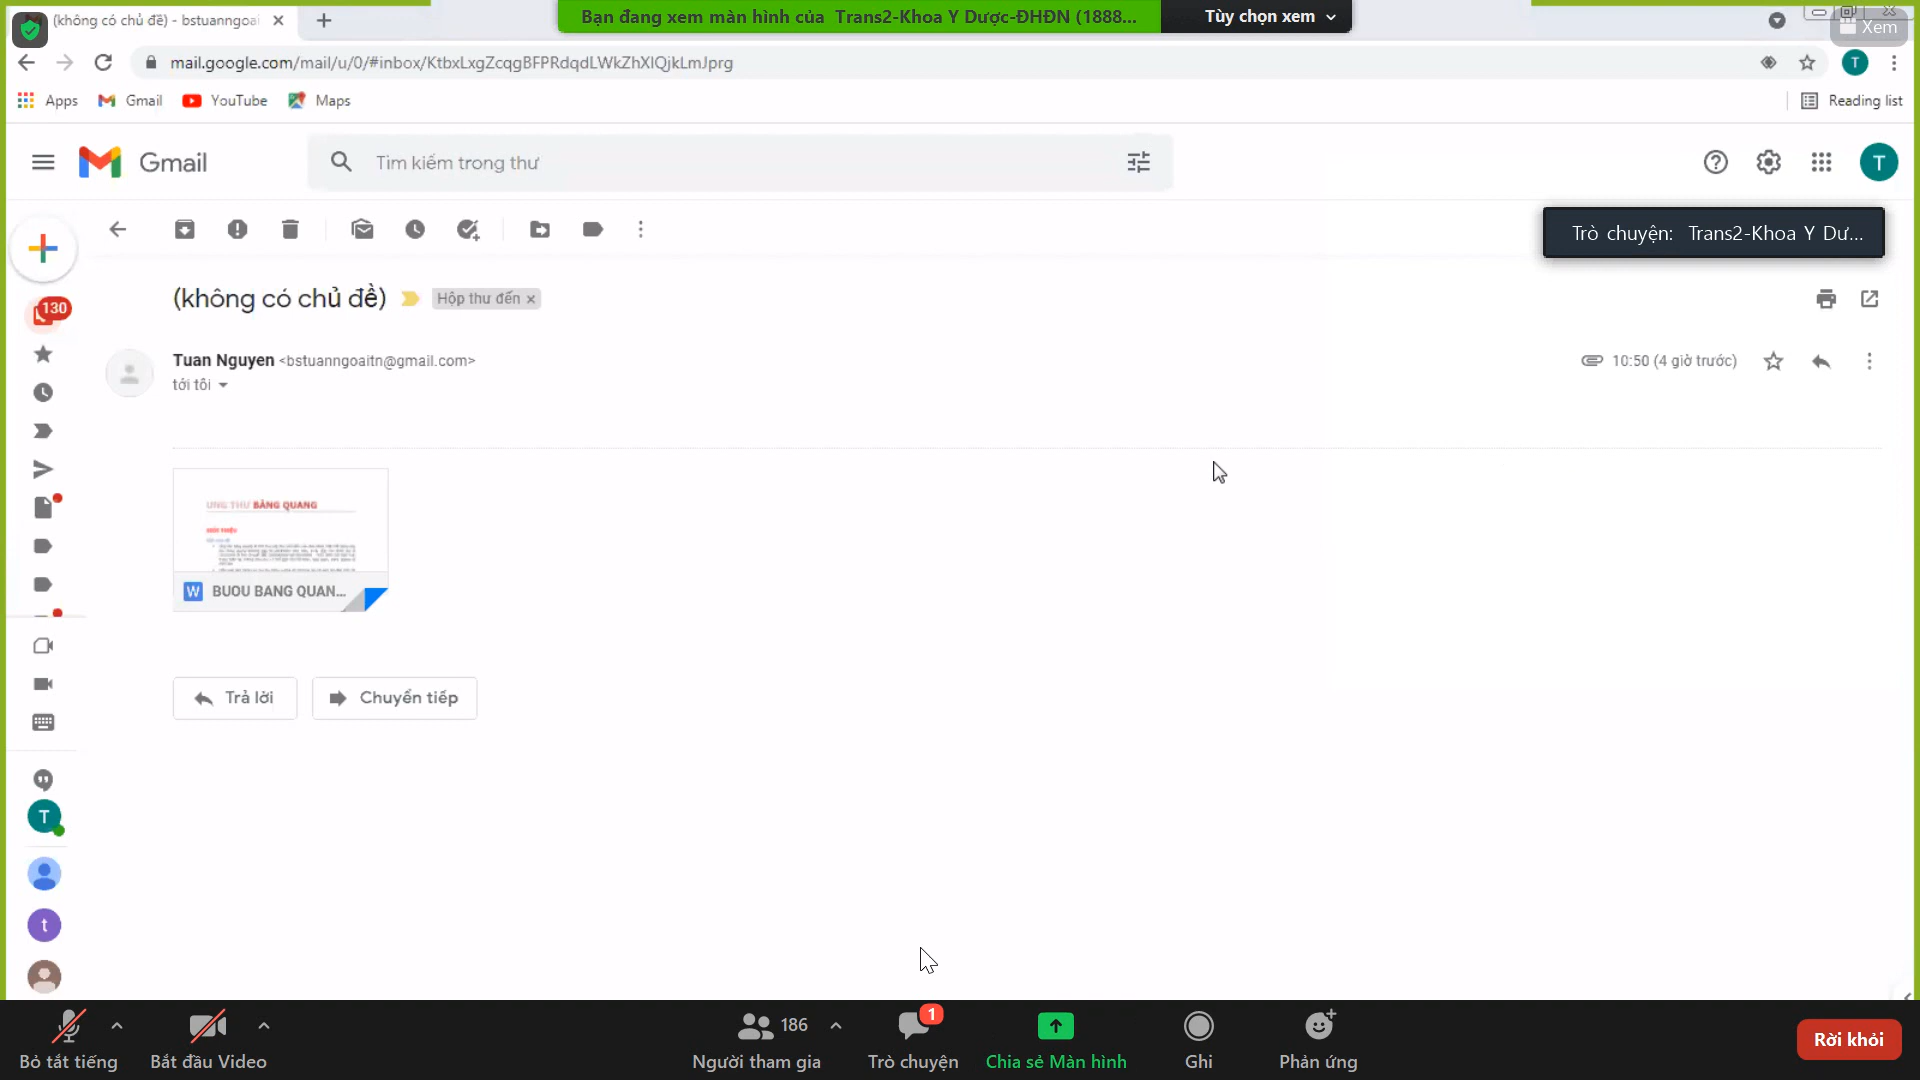 (không có chủ đề) - bstuanngoai
Bạn đang xem màn hình của Trans2-Khoa Y Dược-ĐHĐN (1888...
Tùy chọn xem
Xem
mail.google.com/mail/u/0/#inbox/KtbxLxgZcqgBFPRdqdLWkZhXlQjkLmJprg
T
Apps
Gmail
YouTube
Maps
Reading list
Gmail
Tìm kiếm trong thư
T
Trò chuyện: Trans2-Khoa Y Dư...
130
(không có chủ đề)
Hộp thư đến ×
Tuan Nguyen <bstuanngoaitn@gmail.com>
10:50 (4 giờ trước)
tới tôi
UNG THƯ BÀNG QUANG
W
BUOU BANG QUAN...
Trả lời
Chuyển tiếp
T
t
186
1
Bỏ tắt tiếng
Bắt đầu Video
Người tham gia
Trò chuyện
Chia sẻ Màn hình
Ghi
Phản ứng
Rời khỏi